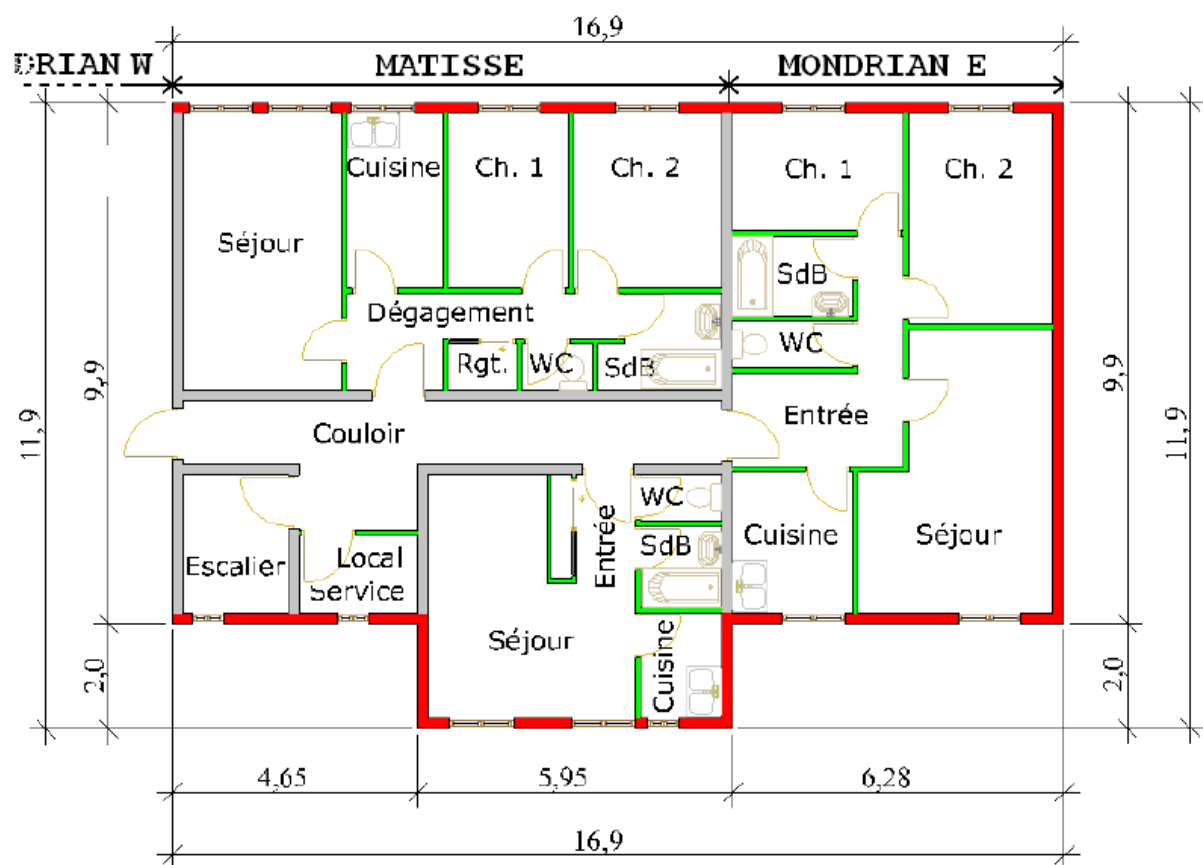 16,9
DRIAN W MATISSE MONDRIAN E
Cuisine Ch. 1 Ch. 2 Ch. 1 Ch. 2
Séjour SdB
Dégagement
WC
Rgt. WC SdB
9,9 9,9
11,9 11,9
Entrée
Couloir
WC
Entrée
SdB
Cuisine Séjour
Escalier Local
Service
Séjour
Cuisine
2,0 2,0
4,65 5,95 6,28
16,9